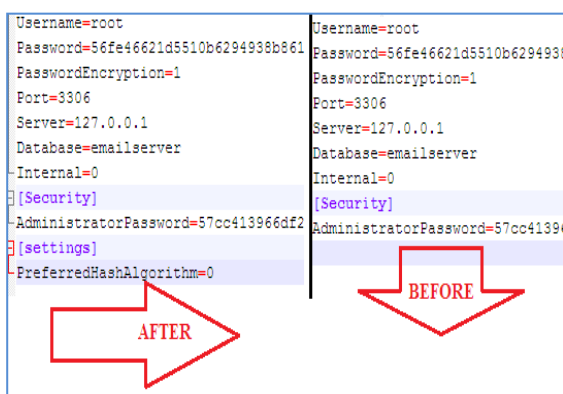 Username=root
Password=56fe46621d5510b6294938b861
PasswordEncryption=1
Port=3306
Server=127.0.0.1
Database=emailserver
Internal=0
[Security]
AdministratorPassword=57cc413966df2
[settings]
PreferredHashAlgorithm=0
AFTER
Username=root
Password=56fe46621d5510b6294938
PasswordEncryption=1
Port=3306
Server=127.0.0.1
Database=emailserver
Internal=0
[Security]
AdministratorPassword=57cc4139
BEFORE